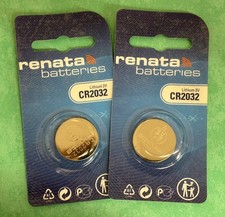 renata
batteries
Lithium 3V
CR2032
renata
batteries
Lithium 3V
CR2032